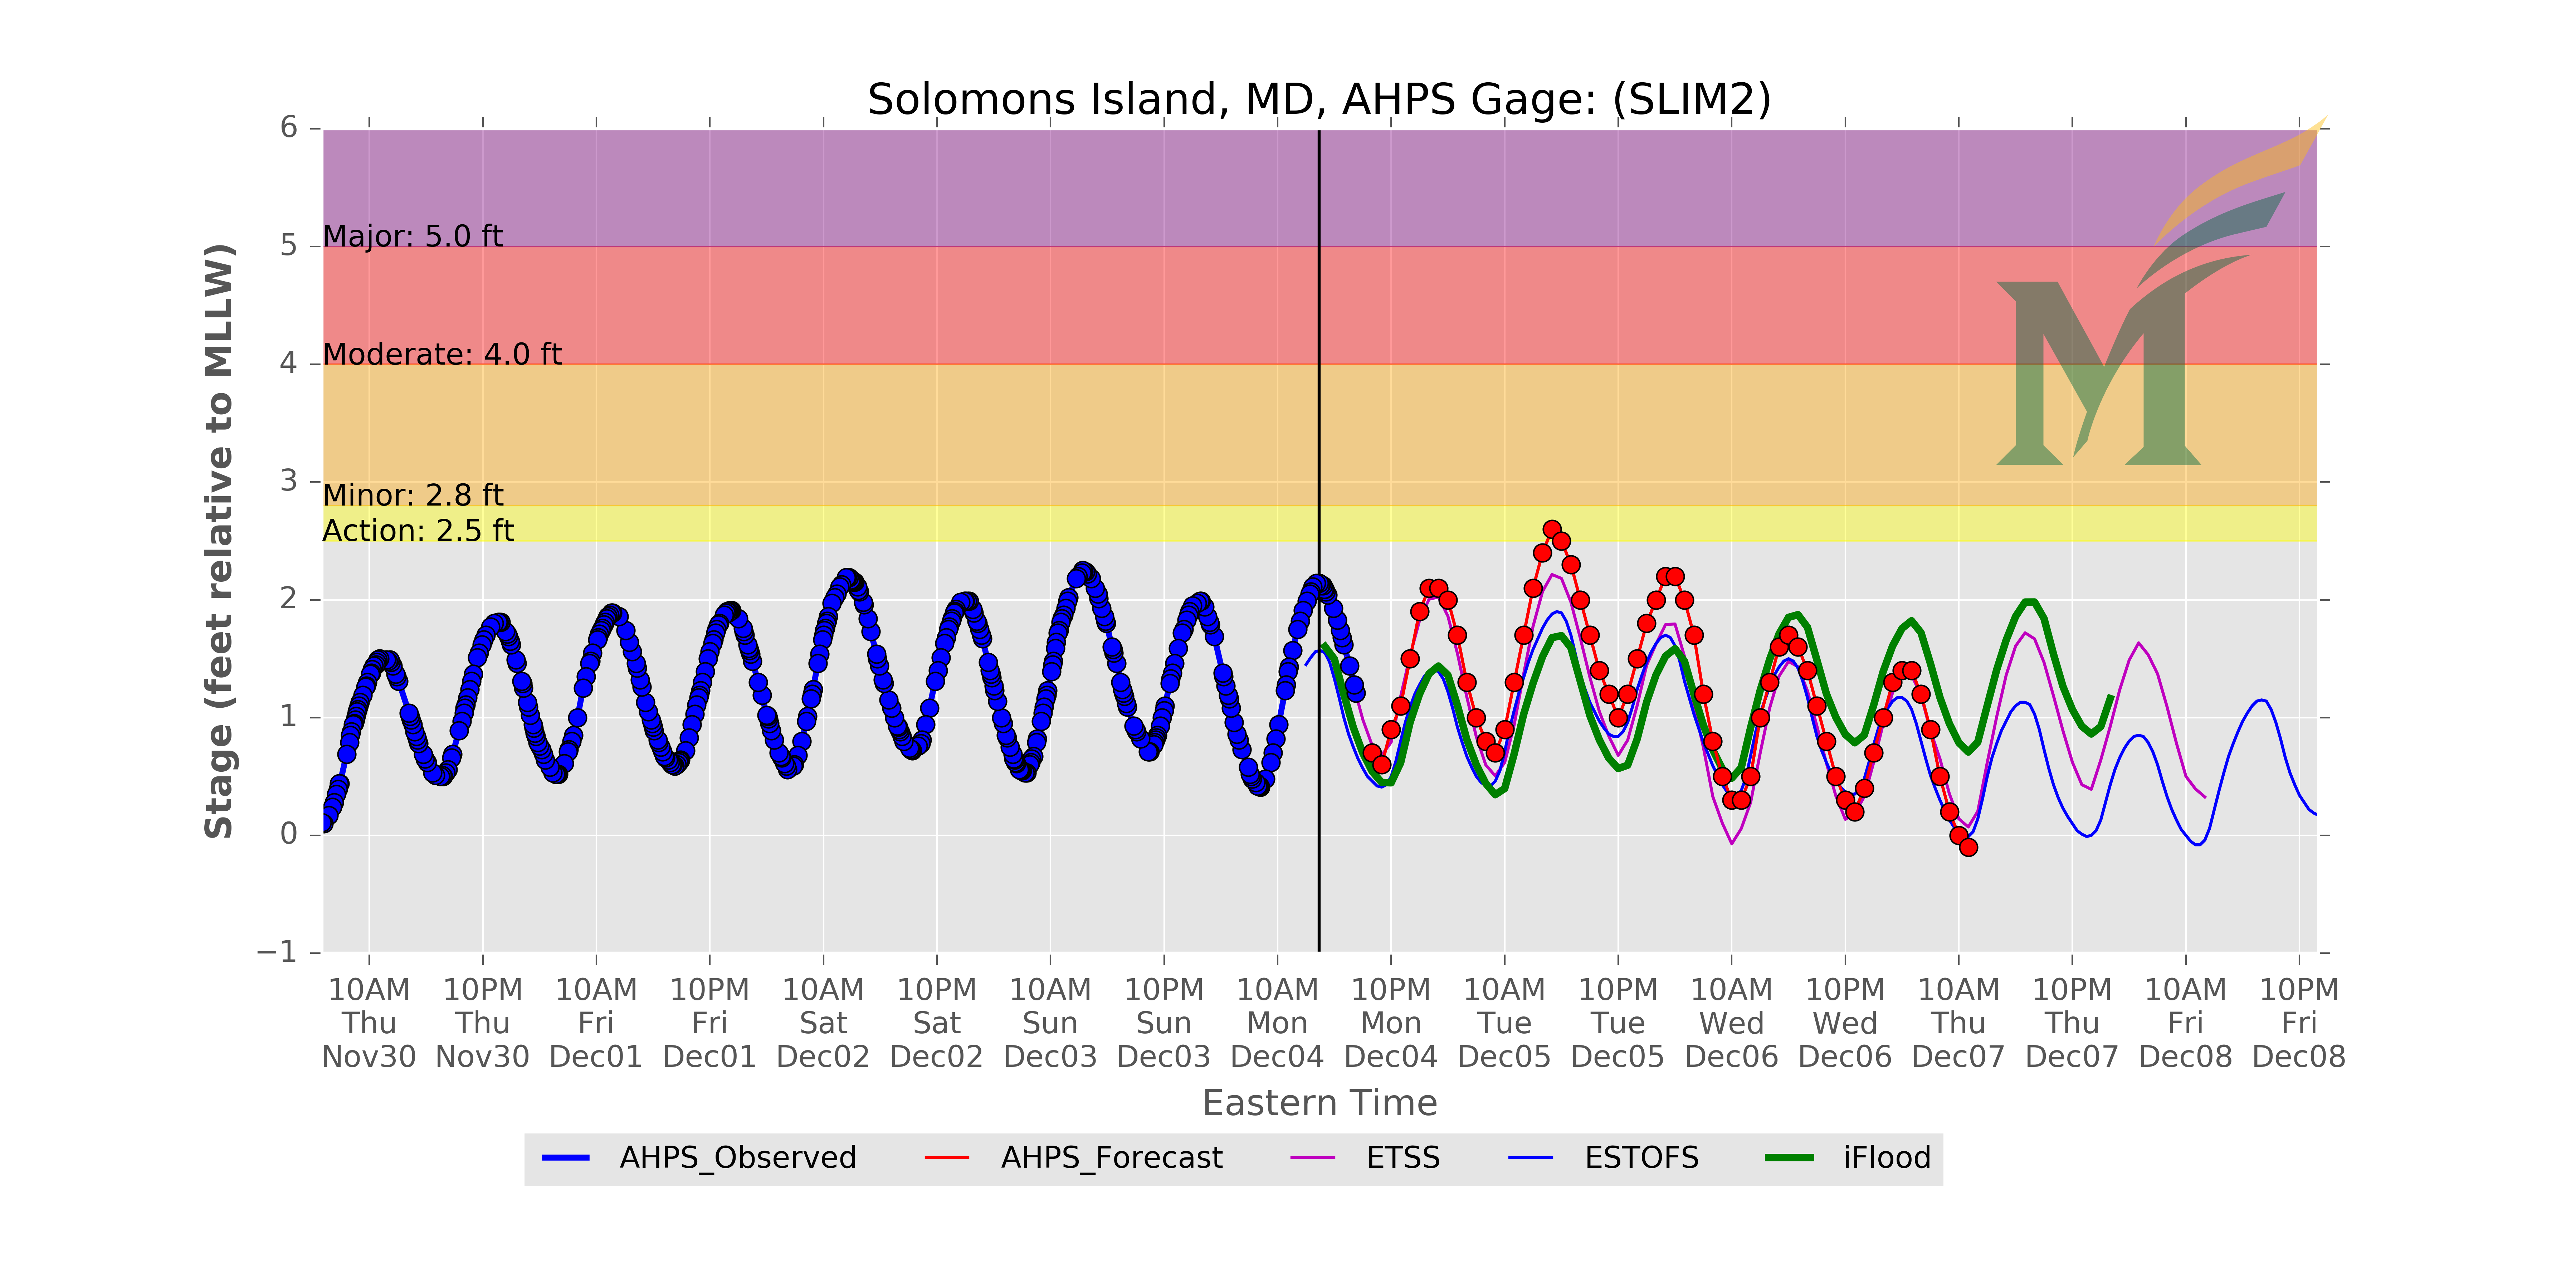 Solomons Island, MD, AHPS Gage: (SLIM2)
6
5
4
3
2
1
0
−1
Stage (feet relative to MLLW)
Major: 5.0 ft
Moderate: 4.0 ft
Minor: 2.8 ft
Action: 2.5 ft
M
10AM 10PM 10AM 10PM 10AM 10PM 10AM 10PM 10AM 10PM 10AM 10PM 10AM 10PM 10AM 10PM 10AM 10PM
Thu Thu Fri Fri Sat Sat Sun Sun Mon Mon Tue Tue Wed Wed Thu Thu Fri Fri
Nov30 Nov30 Dec01 Dec01 Dec02 Dec02 Dec03 Dec03 Dec04 Dec04 Dec05 Dec05 Dec06 Dec06 Dec07 Dec07 Dec08 Dec08
Eastern Time
AHPS_Observed AHPS_Forecast ETSS ESTOFS iFlood